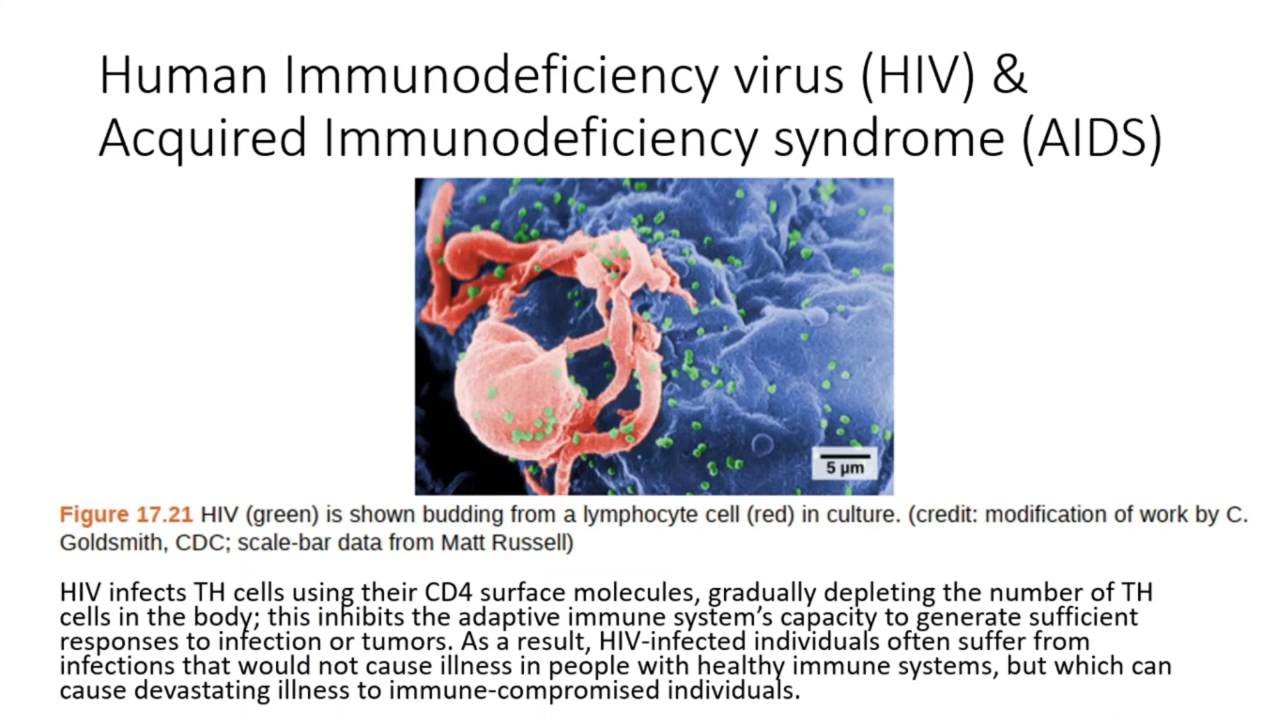 Human Immunodeficiency virus (HIV) &
Acquired Immunodeficiency syndrome (AIDS)
5 µm
Figure 17.21 HIV (green) is shown budding from a lymphocyte cell (red) in culture. (credit: modification of work by C.
Goldsmith, CDC; scale-bar data from Matt Russell)
HIV infects TH cells using their CD4 surface molecules, gradually depleting the number of TH
cells in the body; this inhibits the adaptive immune system's capacity to generate sufficient
responses to infection or tumors. As a result, HIV-infected individuals often suffer from
infections that would not cause illness in people with healthy immune systems, but which can
cause devastating illness to immune-compromised individuals.